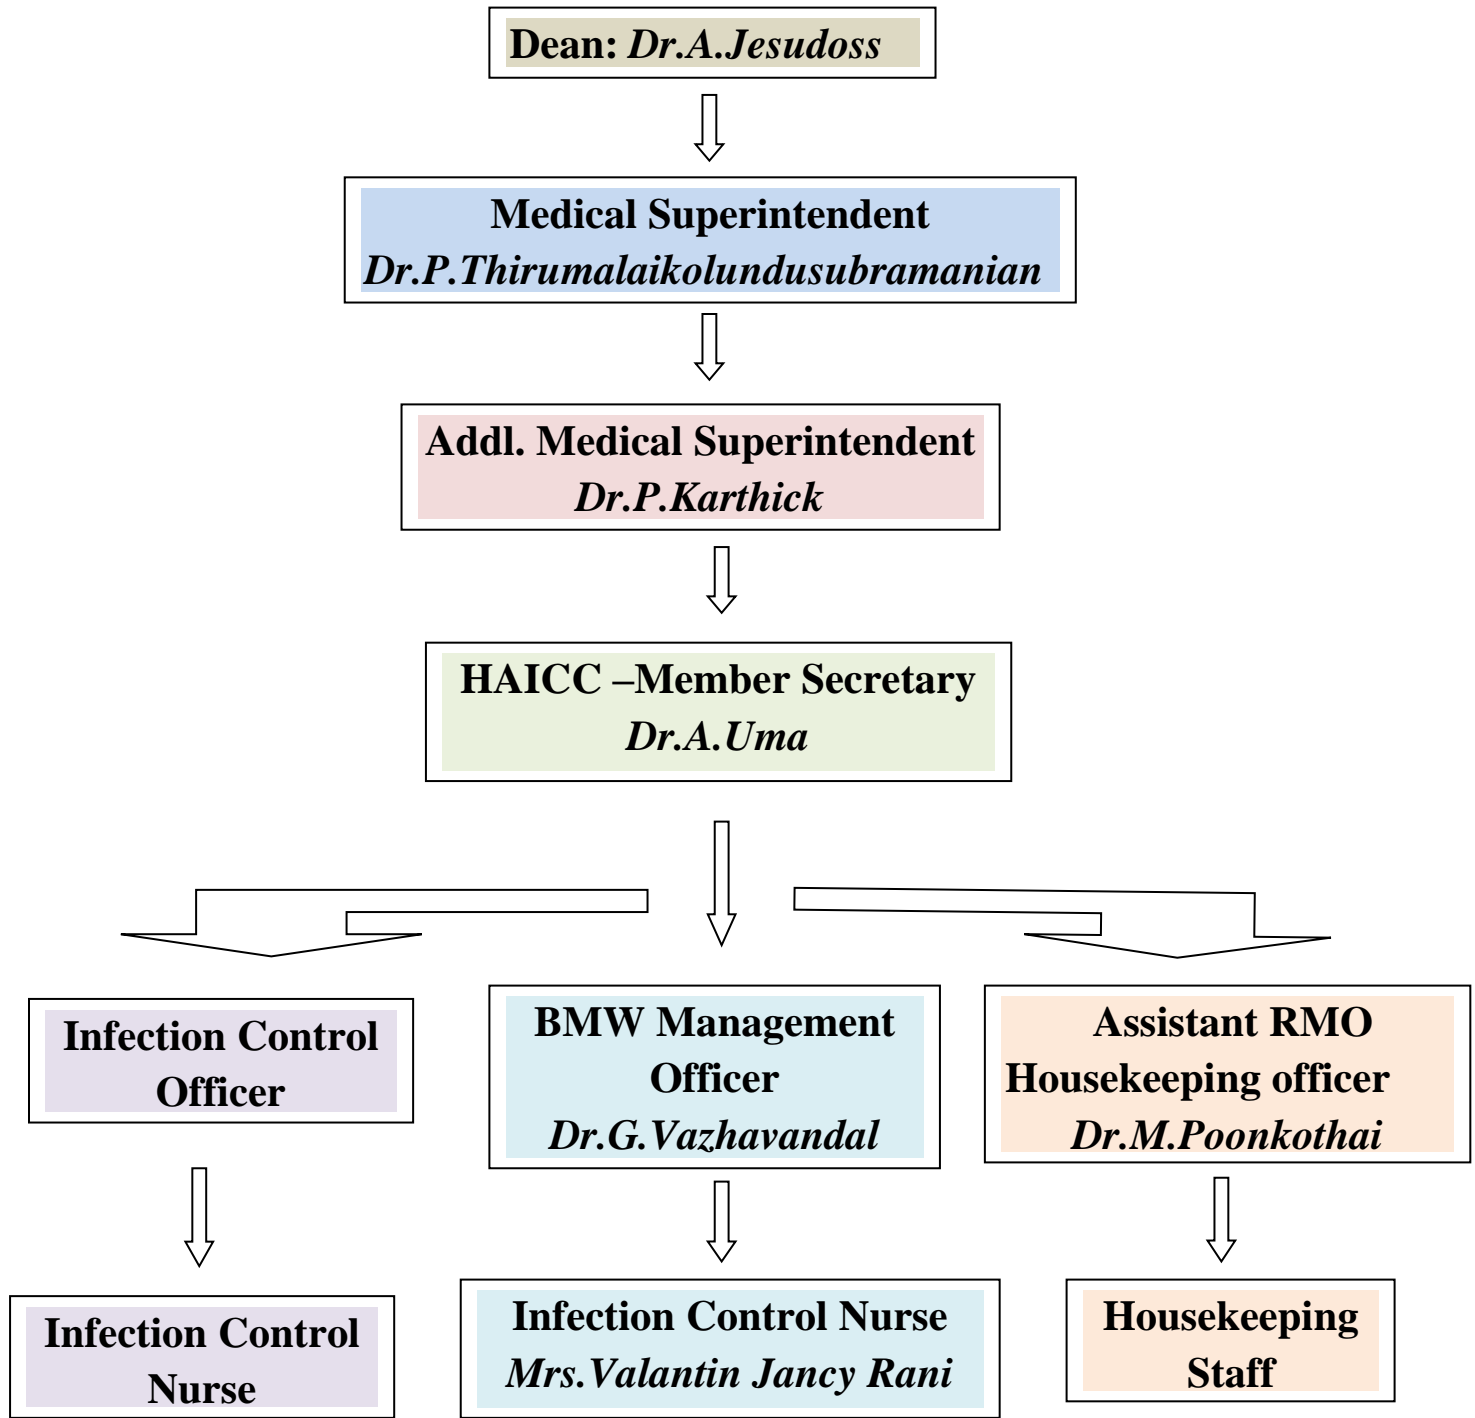 Dean: Dr.A.Jesudoss
Medical Superintendent
Dr.P.Thirumalaikolundusubramanian
Addl. Medical Superintendent
Dr.P.Karthick
HAICC –Member Secretary
Dr.A.Uma
Infection Control
Officer
BMW Management
Officer
Dr.G.Vazhavandal
Assistant RMO
Housekeeping officer
Dr.M.Poonkothai
Infection Control
Nurse
Infection Control Nurse
Mrs.Valantin Jancy Rani
Housekeeping
Staff